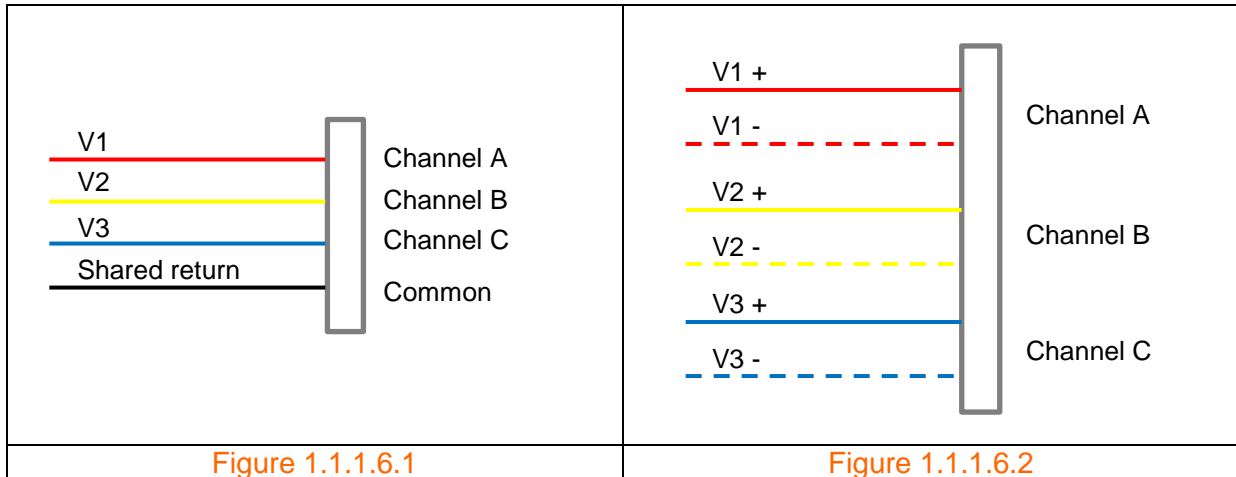 V1
Channel A
V2
Channel B
V3
Channel C
Shared return
Common
Figure 1.1.1.6.1
V1 +
Channel A
V1 -
V2 +
Channel B
V2 -
V3 +
Channel C
V3 -
Figure 1.1.1.6.2